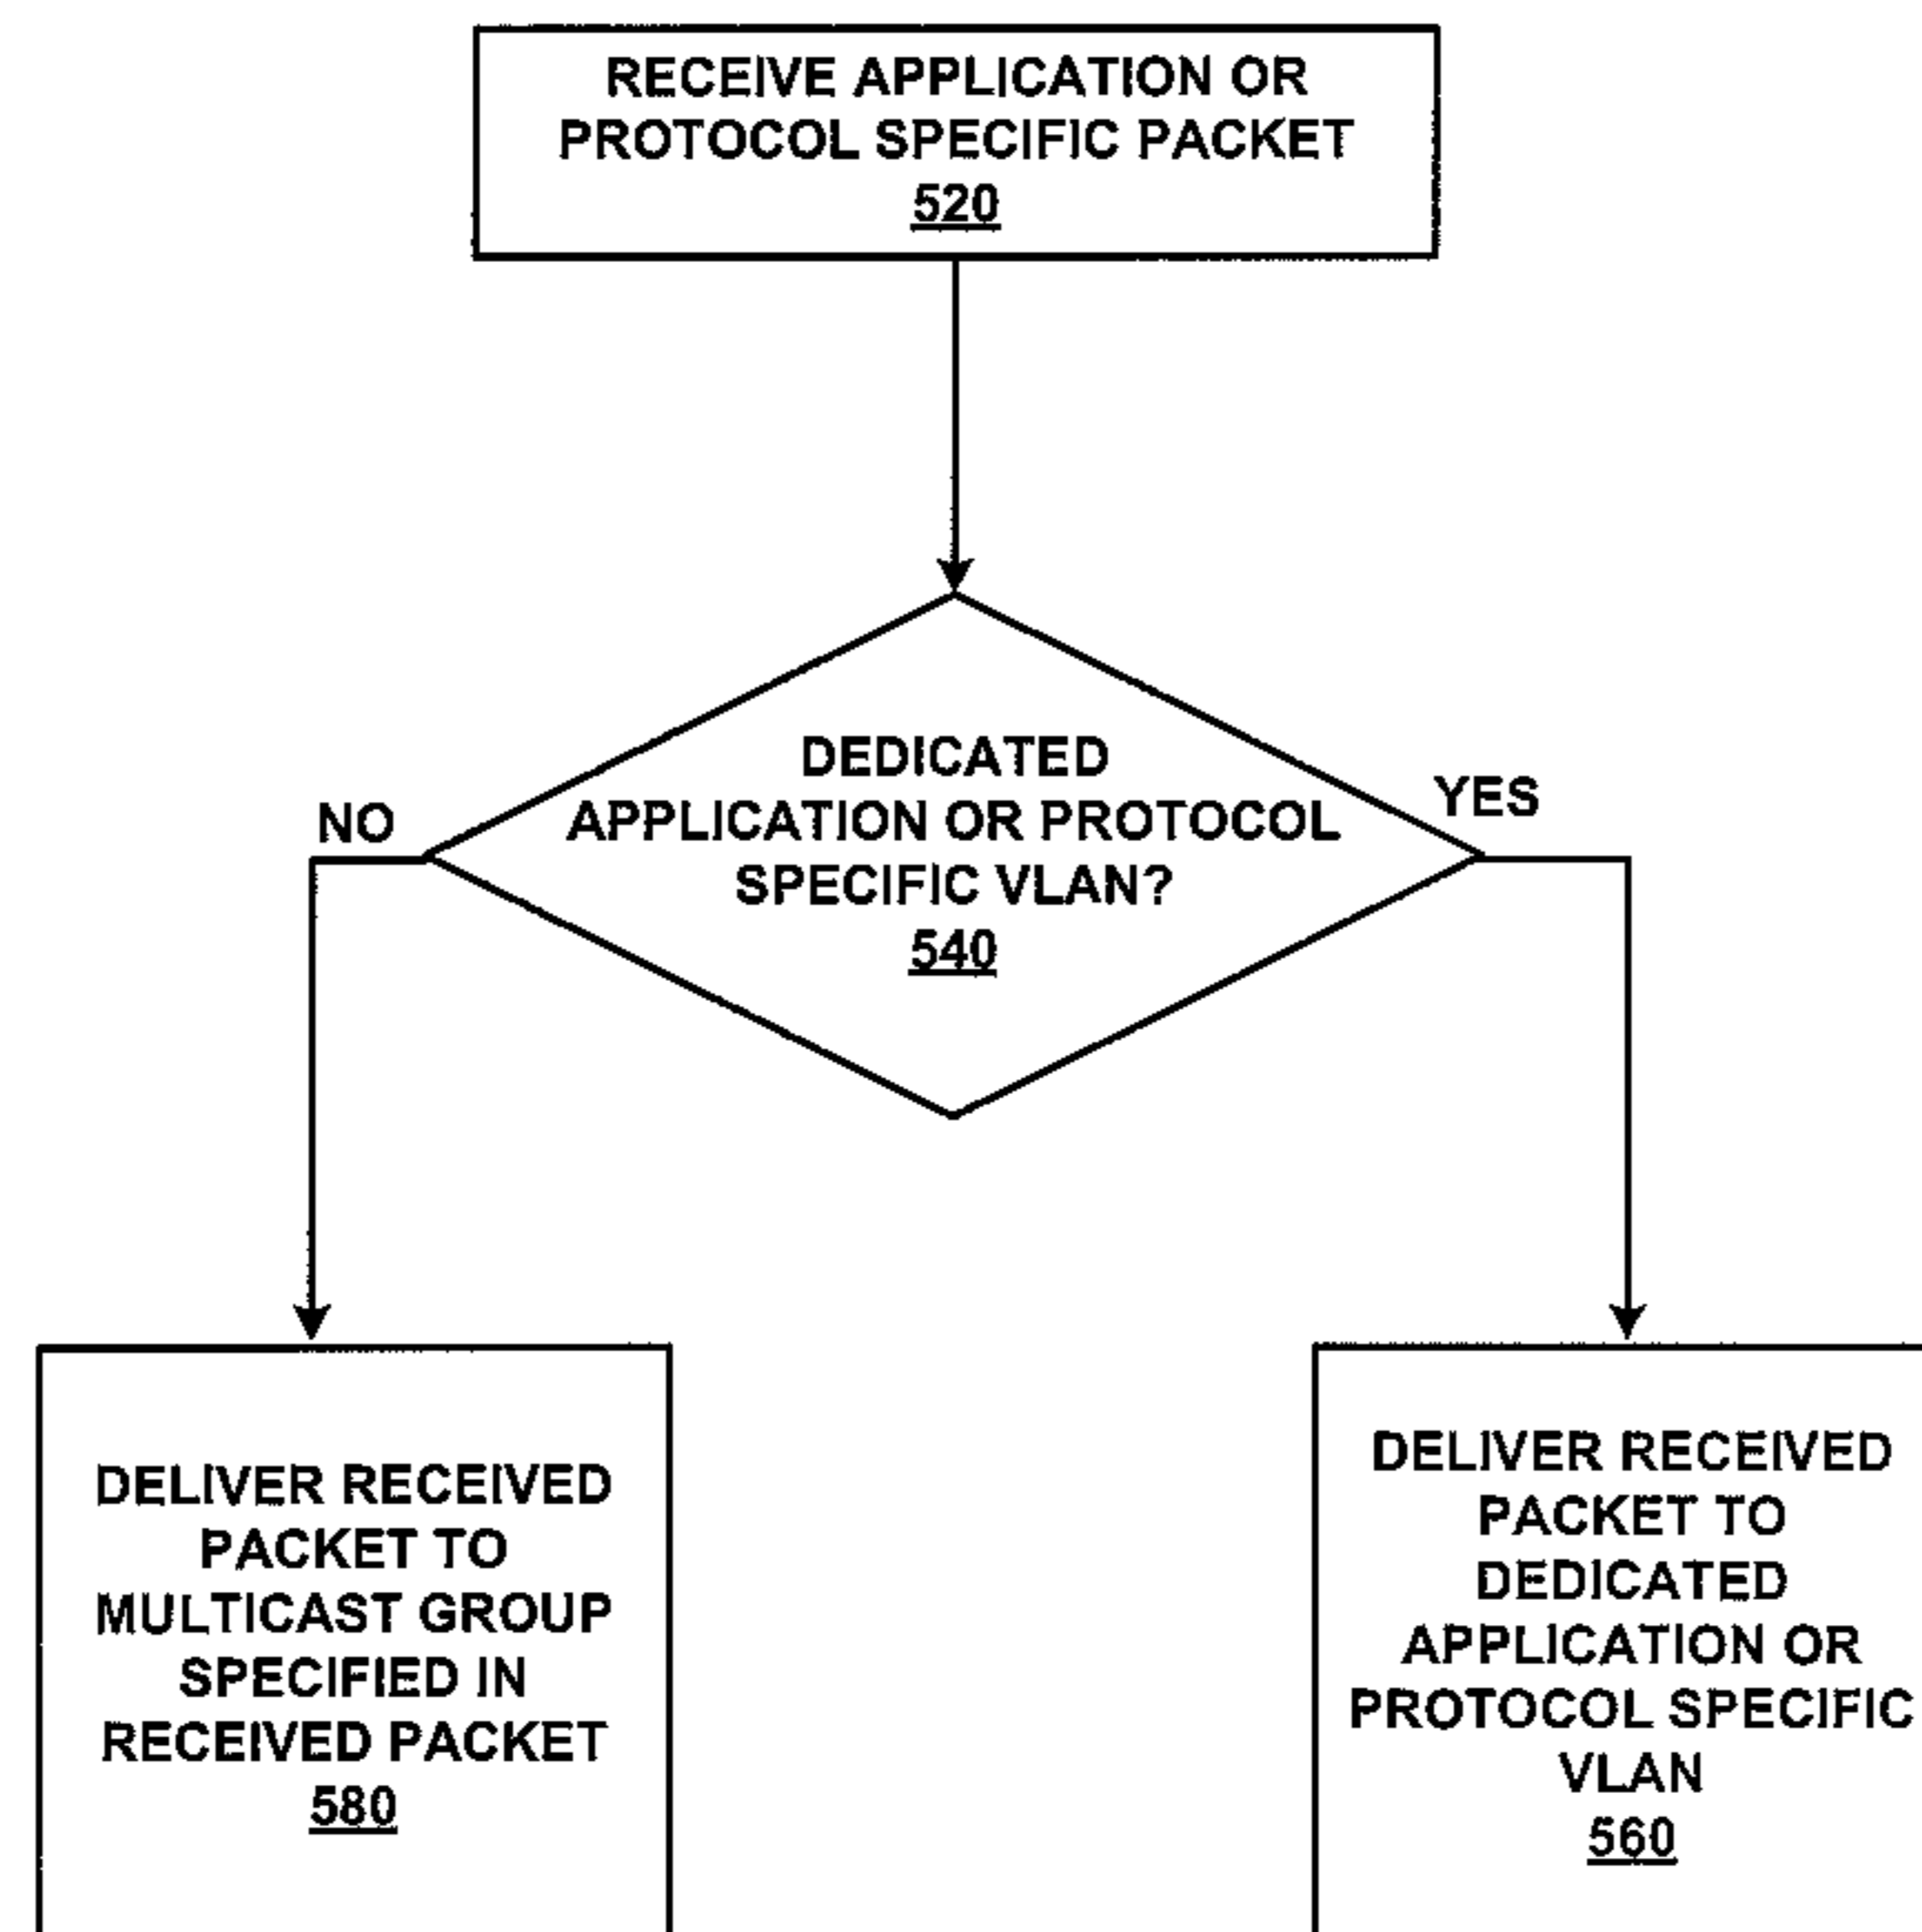 RECEIVE APPLICATION OR
PROTOCOL SPECIFIC PACKET
520
DEDICATED
APPLICATION OR PROTOCOL
SPECIFIC VLAN?
540
NO
YES
DELIVER RECEIVED
PACKET TO
MULTICAST GROUP
SPECIFIED IN
RECEIVED PACKET
580
DELIVER RECEIVED
PACKET TO
DEDICATED
APPLICATION OR
PROTOCOL SPECIFIC
VLAN
560